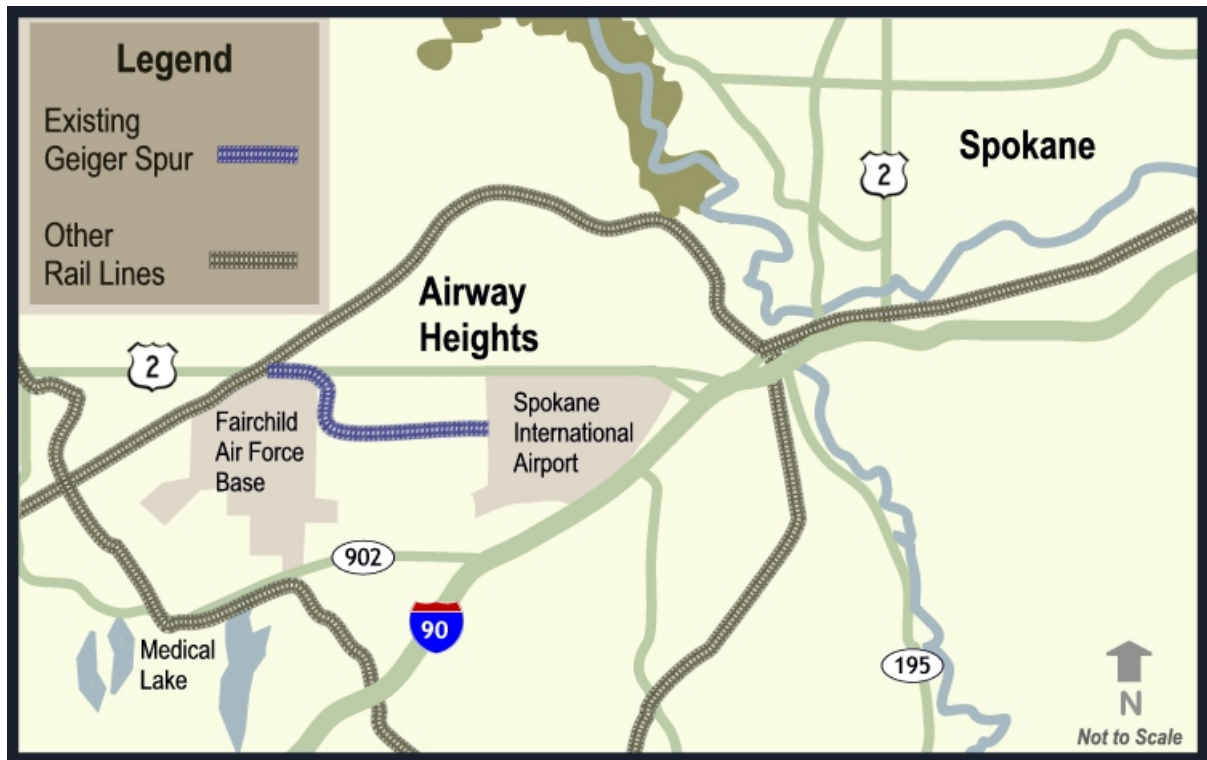 Legend
Existing
Geiger Spur
Other
Rail Lines
Spokane
2
Airway
Heights
2
Fairchild
Air Force
Base
Spokane
International
Airport
902
90
Medical
Lake
195
N
Not to Scale